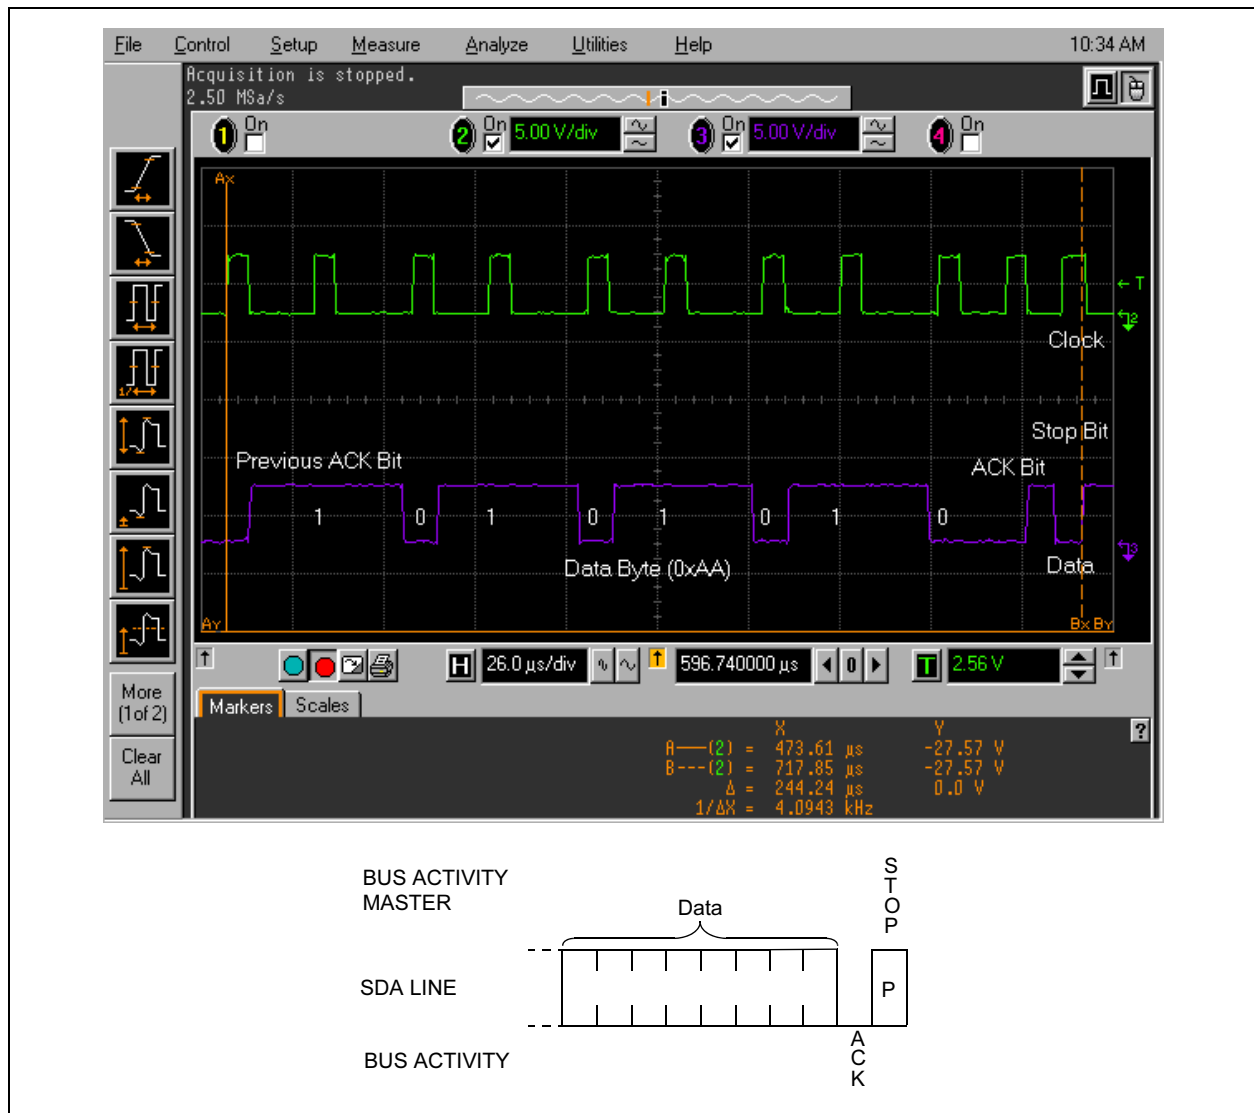 File Control Setup Measure Analyze Utilities Help 10:34 AM
Acquisition is stopped.
2.50 MSa/s
1 On 2 On 5.00 V/div 3 On 5.00 V/div 4 On
Ax
T
2
Clock
Stop Bit
Previous ACK Bit ACK Bit
1 0 1 0 1 0 1 0
3
Data Byte (0xAA) Data
Ay Bx By
H 26.0 µs/div 596.740000 µs 0 T 2.56 V
More
(1of 2)
Clear
All
Markers Scales
X Y
A---(2) = 473.61 µs -27.57 V
B---(2) = 717.85 µs -27.57 V
Δ = 244.24 µs 0.0 V
1/ΔX = 4.0943 kHz
?
BUS ACTIVITY
MASTER
Data
STOP
SDA LINE
P
BUS ACTIVITY
ACK